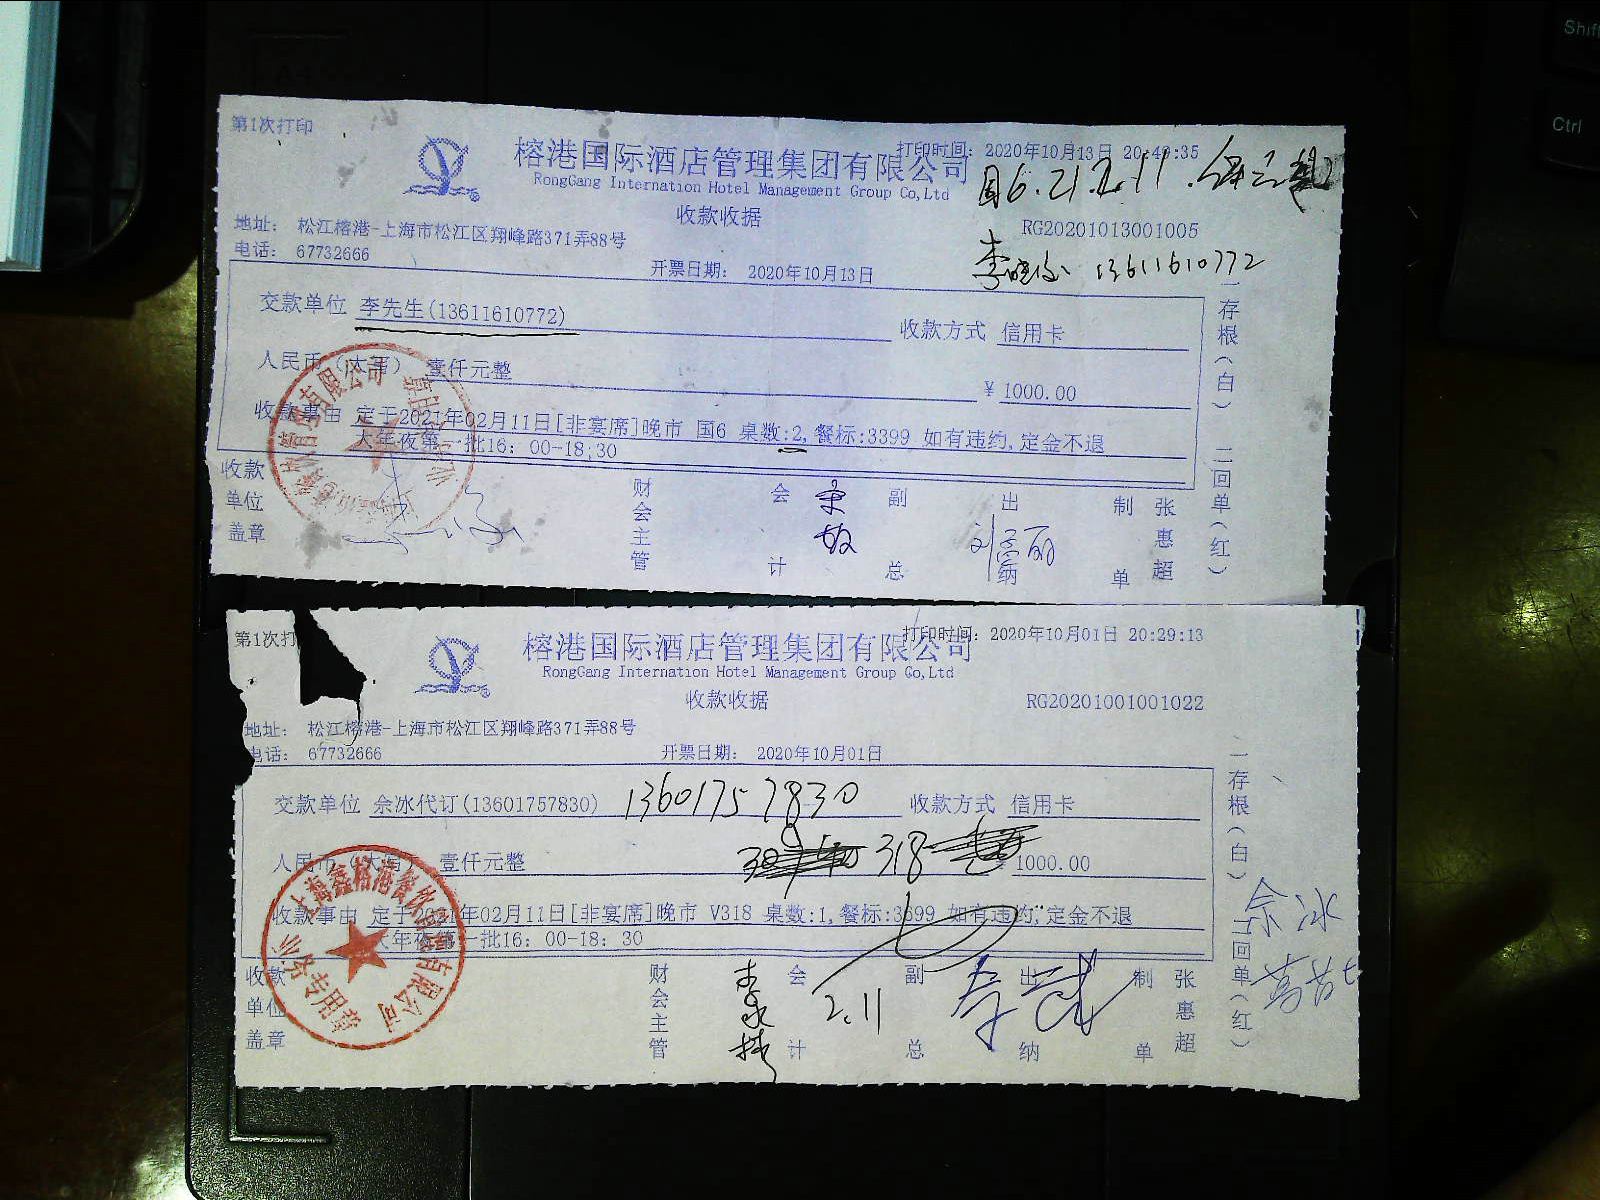 第1次打印
榕港国际酒店管理集团有限公司
打印时间: 2020年10月13日 20:48:35
RongGang Internation Hotel Management Group Co,Ltd
国6.21.2.11.
收款收据
RG20201013001005
地址: 松江榕港-上海市松江区翔峰路371弄88号
电话: 67732666
开票日期: 2020年10月13日
13611610772
交款单位 李先生(13611610772)
收款方式 信用卡
人民币(大写) 壹仟元整
¥ 1000.00
收款事由 定于2021年02月11日[非宴席]晚市 国6 桌数:2,餐标:3399 如有违约,定金不退
大年夜第一批16: 00-18:30
收款单位盖章
财会主管
会计
副总
出纳
制单
张惠超
一存根(白) 二回单(红)
第1次打
榕港国际酒店管理集团有限公司
打印时间: 2020年10月01日 20:29:13
RongGang Internation Hotel Management Group Co,Ltd
收款收据
RG20201001001022
地址: 松江榕港-上海市松江区翔峰路371弄88号
电话: 67732666
开票日期: 2020年10月01日
交款单位 佘冰代订(13601757830) 13601757830
收款方式 信用卡
人民币(大写) 壹仟元整
318
1000.00
收款事由 定于2021年02月11日[非宴席]晚市 V318 桌数:1,餐标:3699 如有违约,定金不退
大年夜第一批16: 00-18: 30
佘冰
收款单位盖章
财会主管
会计
2.11
副总
出纳
制单
张惠超
一存根(白) 二回单(红)
业务专用章